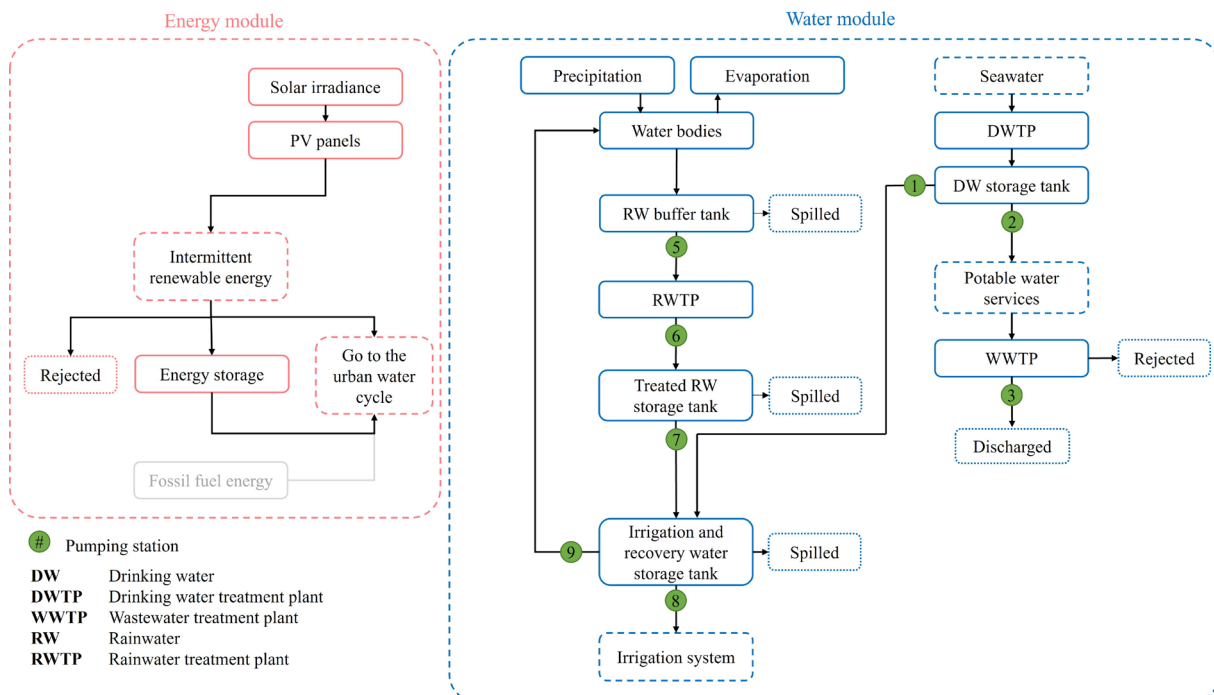 Energy module
Solar irradiance
PV panels
Intermittent
renewable energy
Rejected
Energy storage
Go to the
urban water
cycle
Fossil fuel energy
# Pumping station
DW Drinking water
DWTP Drinking water treatment plant
WWTP Wastewater treatment plant
RW Rainwater
RWTP Rainwater treatment plant
Water module
Precipitation
Evaporation
Water bodies
RW buffer tank
Spilled
5
RWTP
6
Treated RW
storage tank
Spilled
7
Irrigation and
recovery water
storage tank
Spilled
9
8
Irrigation system
Seawater
DWTP
DW storage tank
1
2
Potable water
services
WWTP
Rejected
3
Discharged